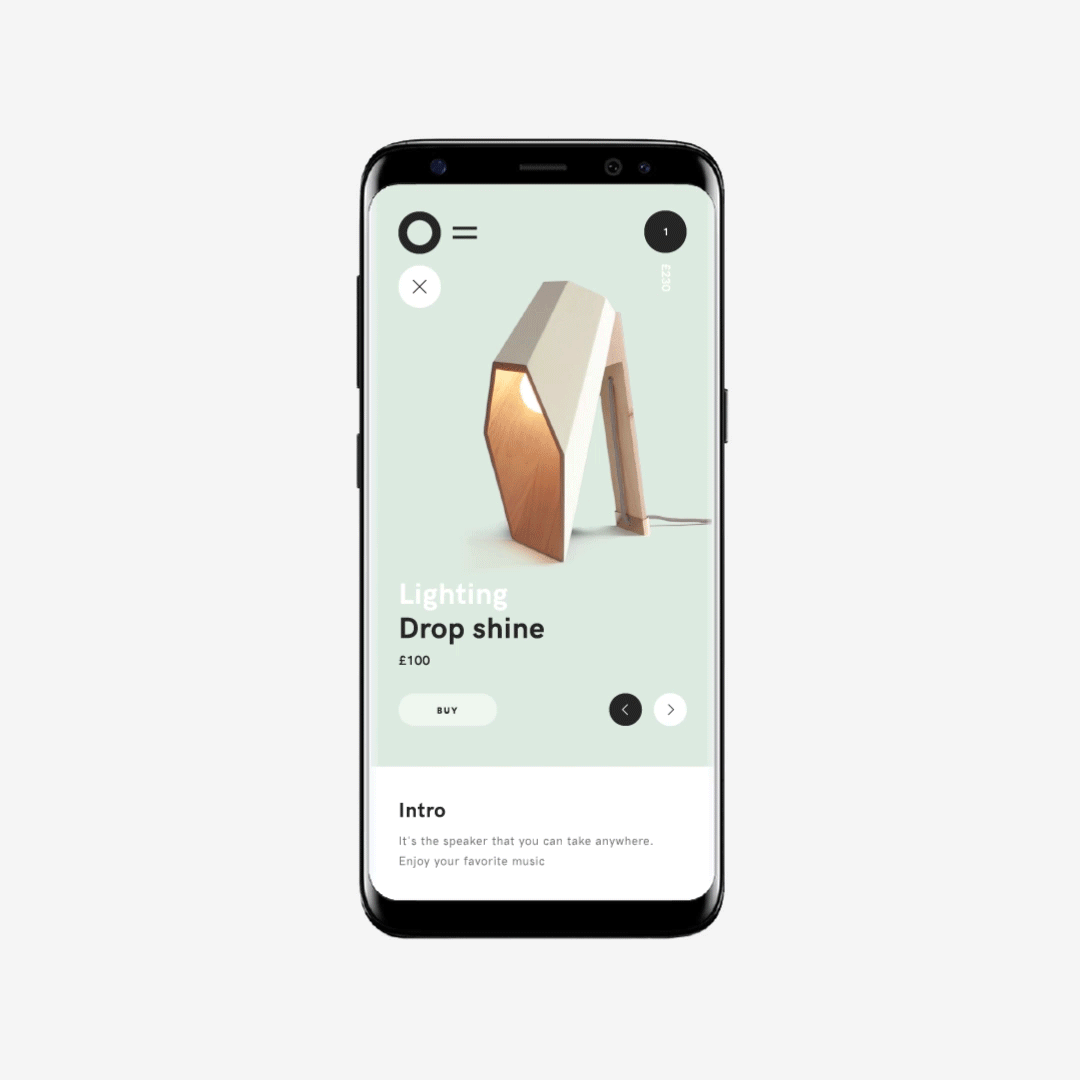 1
£230
Lighting
Drop shine
£100
BUY
Intro
It's the speaker that you can take anywhere.
Enjoy your favorite music